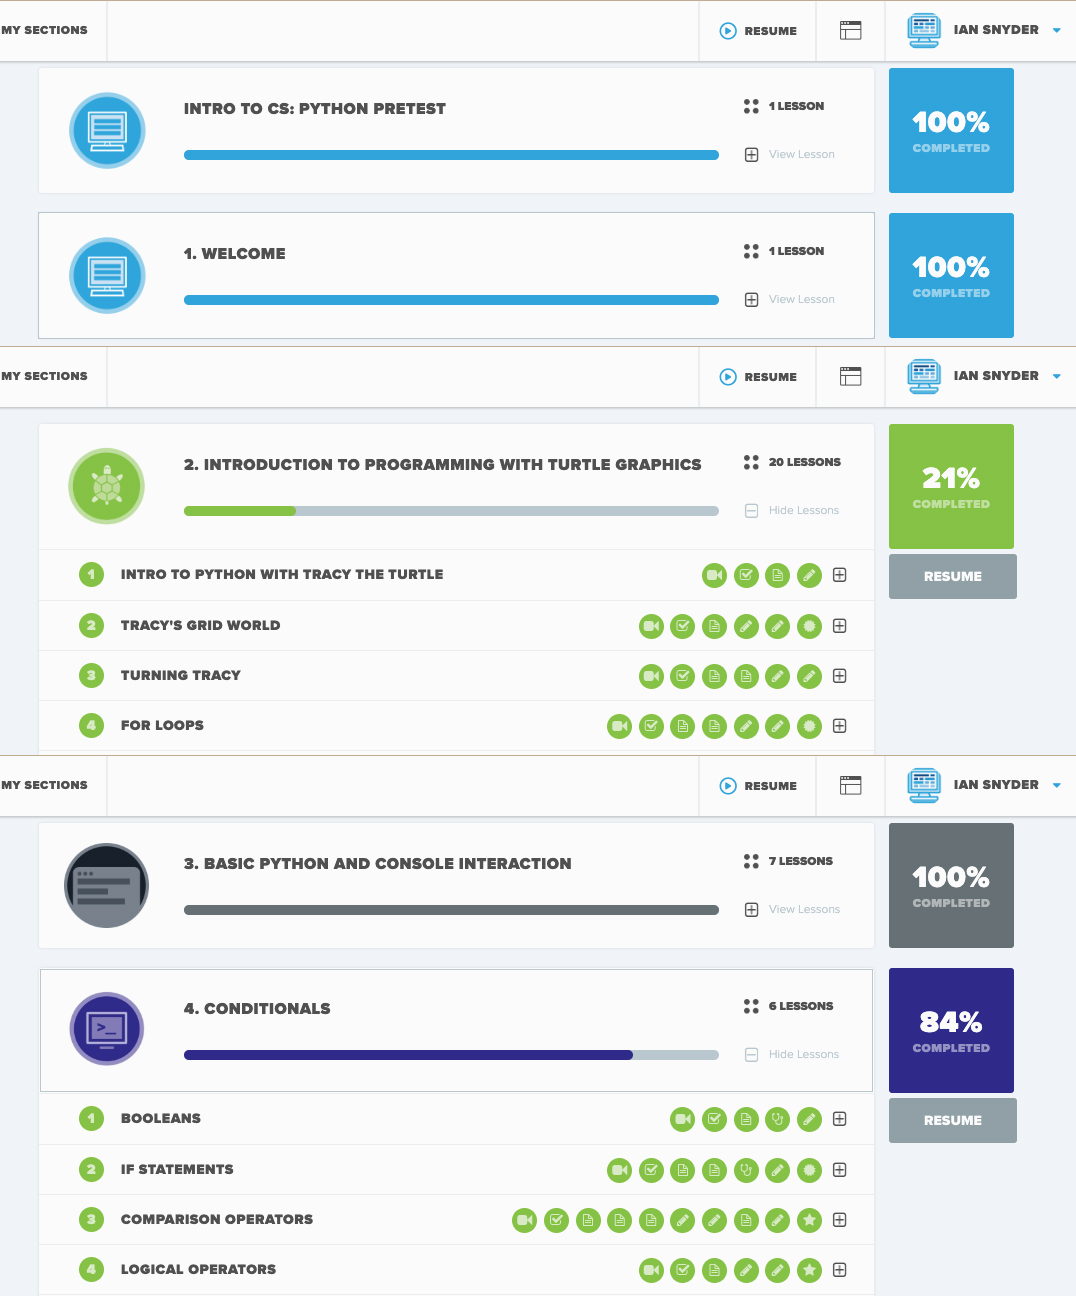 MY SECTIONS
RESUME
IAN SNYDER
INTRO TO CS: PYTHON PRETEST
1 LESSON
View Lesson
100%
COMPLETED
1. WELCOME
1 LESSON
View Lesson
100%
COMPLETED
MY SECTIONS
RESUME
IAN SNYDER
2. INTRODUCTION TO PROGRAMMING WITH TURTLE GRAPHICS
20 LESSONS
Hide Lessons
21%
COMPLETED
RESUME
1 INTRO TO PYTHON WITH TRACY THE TURTLE
2 TRACY'S GRID WORLD
3 TURNING TRACY
4 FOR LOOPS
MY SECTIONS
RESUME
IAN SNYDER
3. BASIC PYTHON AND CONSOLE INTERACTION
7 LESSONS
View Lessons
100%
COMPLETED
4. CONDITIONALS
6 LESSONS
Hide Lessons
84%
COMPLETED
RESUME
1 BOOLEANS
2 IF STATEMENTS
3 COMPARISON OPERATORS
4 LOGICAL OPERATORS